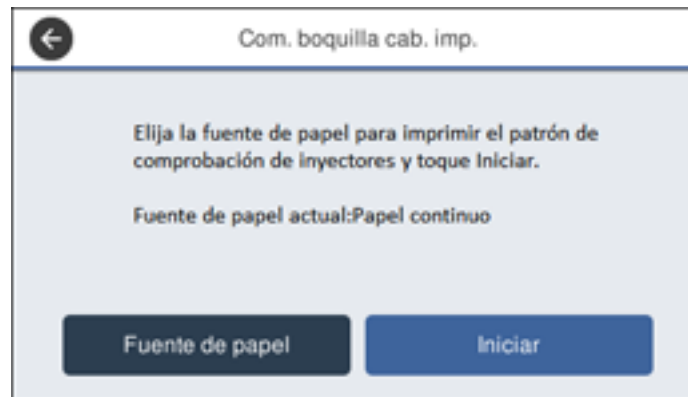 Com. boquilla cab. imp.
Elija la fuente de papel para imprimir el patrón de
comprobación de inyectores y toque Iniciar.
Fuente de papel actual:Papel continuo
Fuente de papel
Iniciar